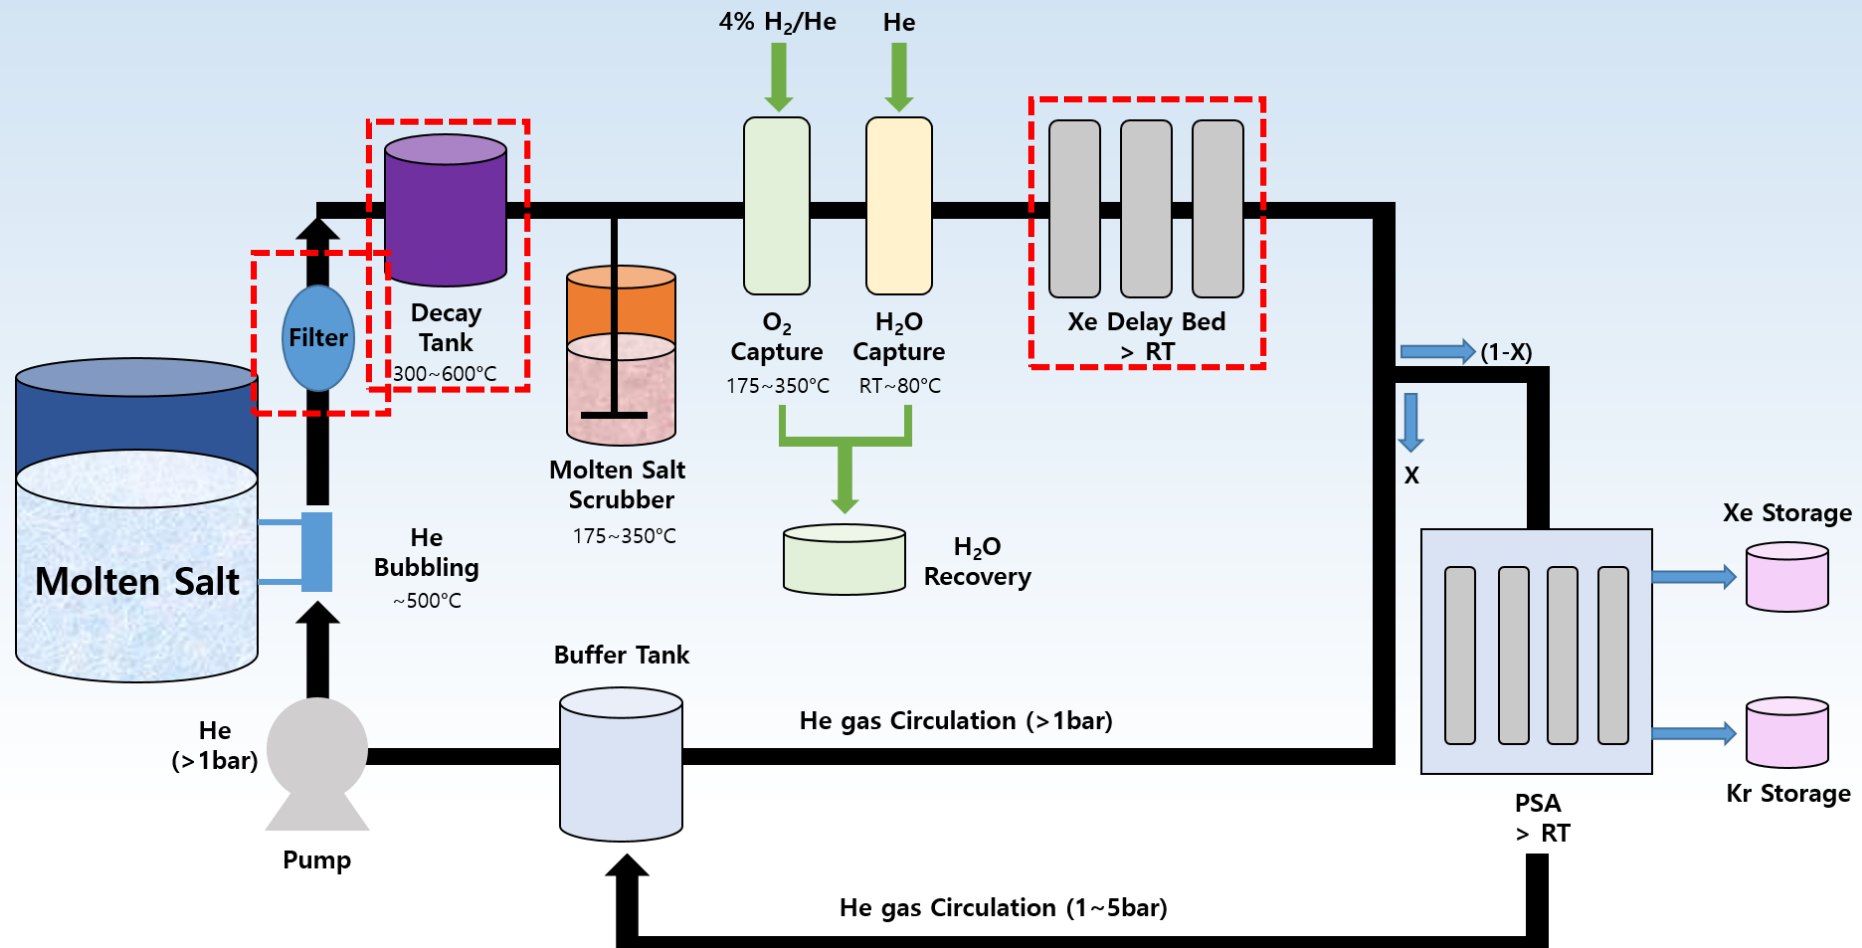 4% H₂/He
He
Filter
Decay
Tank
300~600°C
O₂
Capture
175~350°C
H₂O
Capture
RT~80°C
Xe Delay Bed
> RT
(1-X)
X
Molten Salt
Scrubber
175~350°C
Molten Salt
He
Bubbling
~500°C
H₂O
Recovery
Xe Storage
Buffer Tank
He gas Circulation (>1bar)
He
(>1bar)
Kr Storage
PSA
> RT
Pump
He gas Circulation (1~5bar)